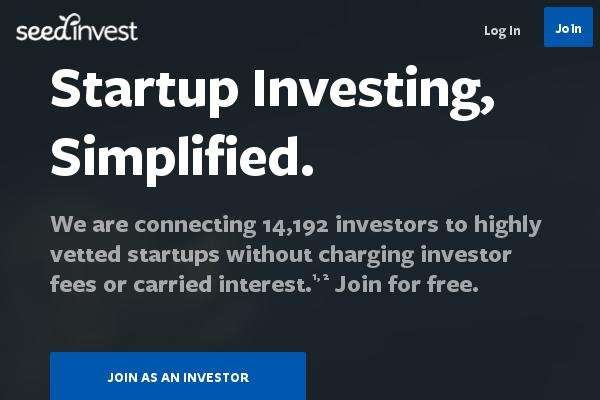 seedinvest
Log In
Join
Startup Investing,
Simplified.
We are connecting 14,192 investors to highly
vetted startups without charging investor
fees or carried interest.¹,² Join for free.
JOIN AS AN INVESTOR